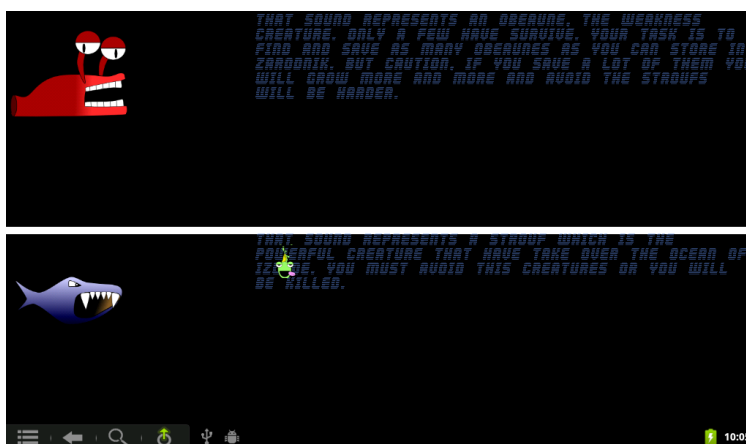 THAT SOUND REPRESENTS AN OBEAUNE, THE WEAKNESS
CREATURE. ONLY A FEW HAVE SURVIVE. YOUR TASK IS TO
FIND AND SAVE AS MANY OBEAUNES AS YOU CAN STORE IN
ZARODNIK. BUT CAUTION, IF YOU SAVE A LOT OF THEM YOU
WILL GROW MORE AND MORE AND AVOID THE STROUFS
WILL BE HARDER.
THAT SOUND REPRESENTS A STROUF WHICH IS THE
POWERFUL CREATURE THAT HAVE TAKE OVER THE OCEAN OF
YOU MUST AVOID THIS CREATURES OR YOU WILL
BE KILLED.
10:0